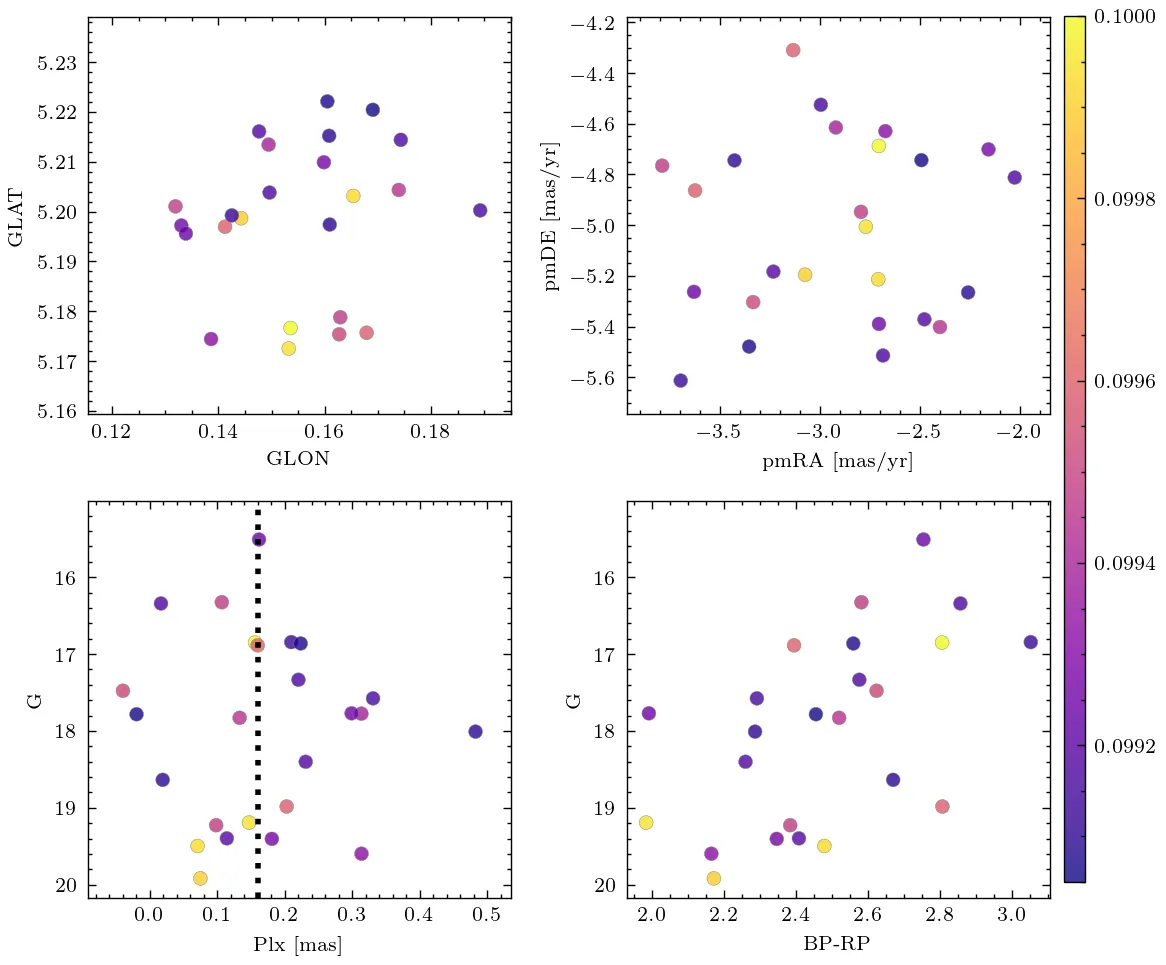 5.23
5.22
5.21
5.20
5.19
5.18
5.17
5.16
GLAT
0.12 0.14 0.16 0.18
GLON
−4.2
−4.4
−4.6
−4.8
−5.0
−5.2
−5.4
−5.6
pmDE [mas/yr]
−3.5 −3.0 −2.5 −2.0
pmRA [mas/yr]
0.1000
0.0998
0.0996
0.0994
0.0992
16
17
18
19
20
G
0.0 0.1 0.2 0.3 0.4 0.5
Plx [mas]
16
17
18
19
20
G
2.0 2.2 2.4 2.6 2.8 3.0
BP-RP